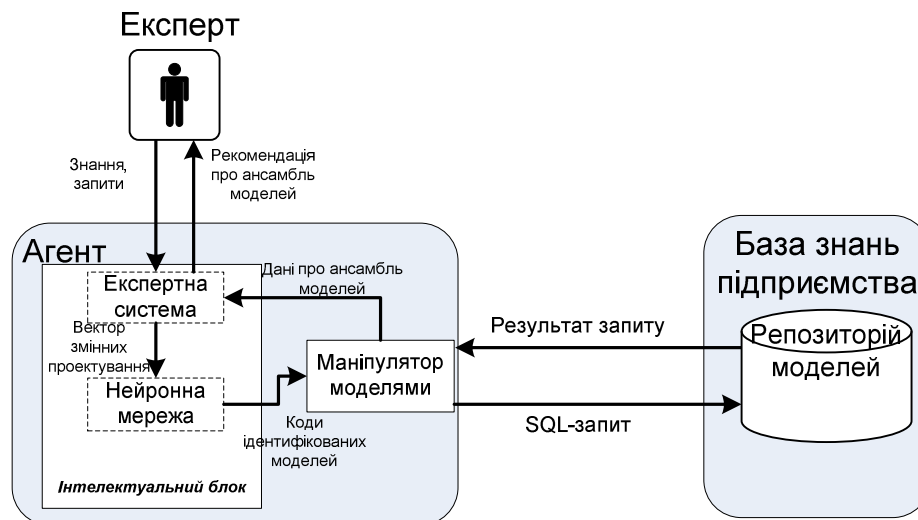 Експерт
Знання,
запити
Рекомендація
про ансамбль
моделей
Агент
Експертна
система
Дані про ансамбль
моделей
Вектор
змінних
проектування
Нейронна
мережа
Маніпулятор
моделями
Коди
ідентифікованих
моделей
Інтелектуальний блок
Результат запиту
SQL-запит
База знань
підприємства
Репозиторій
моделей